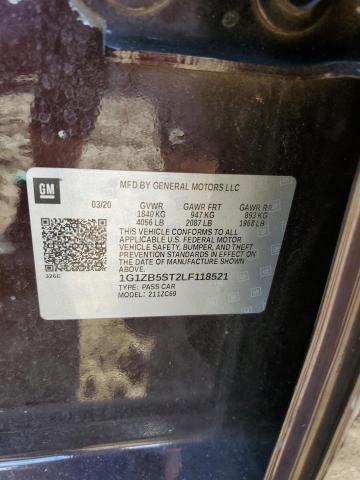 GM
MFD BY GENERAL MOTORS LLC
03/20 GVWR GAWR FRT GAWR RR
1840 KG 947 KG 893 KG
4056 LB 2087 LB 1968 LB
THIS VEHICLE CONFORMS TO ALL
APPLICABLE U.S. FEDERAL MOTOR
VEHICLE SAFETY, BUMPER, AND THEFT
PREVENTION STANDARDS IN EFFECT ON
THE DATE OF MANUFACTURE SHOWN
ABOVE.
326E
1G1ZB5ST2LF118521
TYPE: PASS CAR
MODEL: 211ZC69